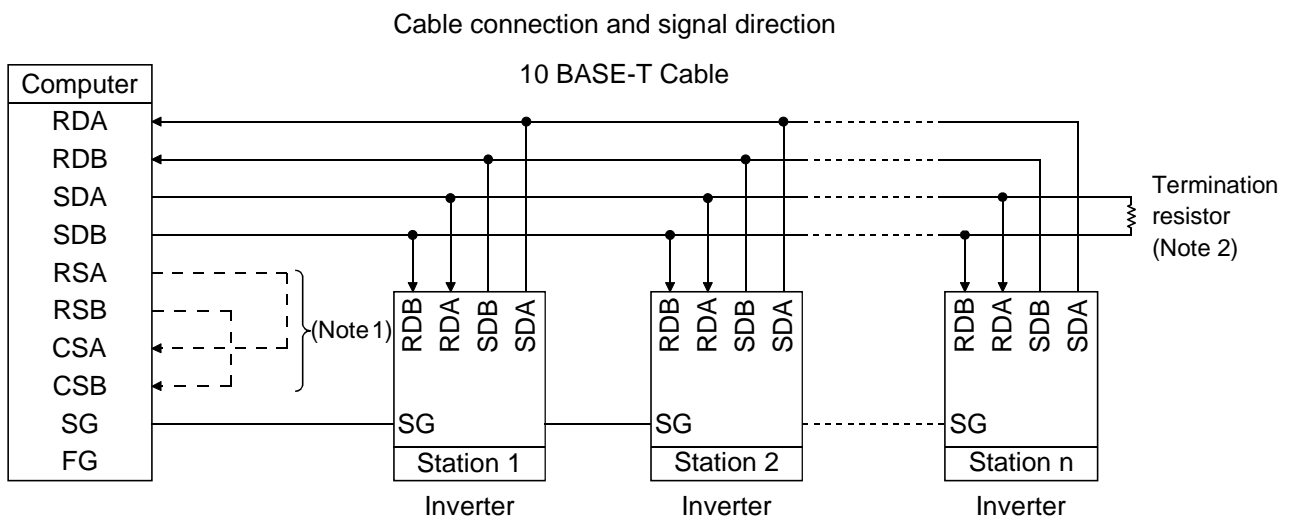 Cable connection and signal direction
10 BASE-T Cable
Computer
RDA
RDB
SDA
SDB
RSA
RSB
CSA
CSB
SG
FG
(Note 1)
RDB
RDA
SDB
SDA
SG
Station 1
Inverter
RDB
RDA
SDB
SDA
SG
Station 2
Inverter
RDB
RDA
SDB
SDA
SG
Station n
Inverter
Termination
resistor
(Note 2)